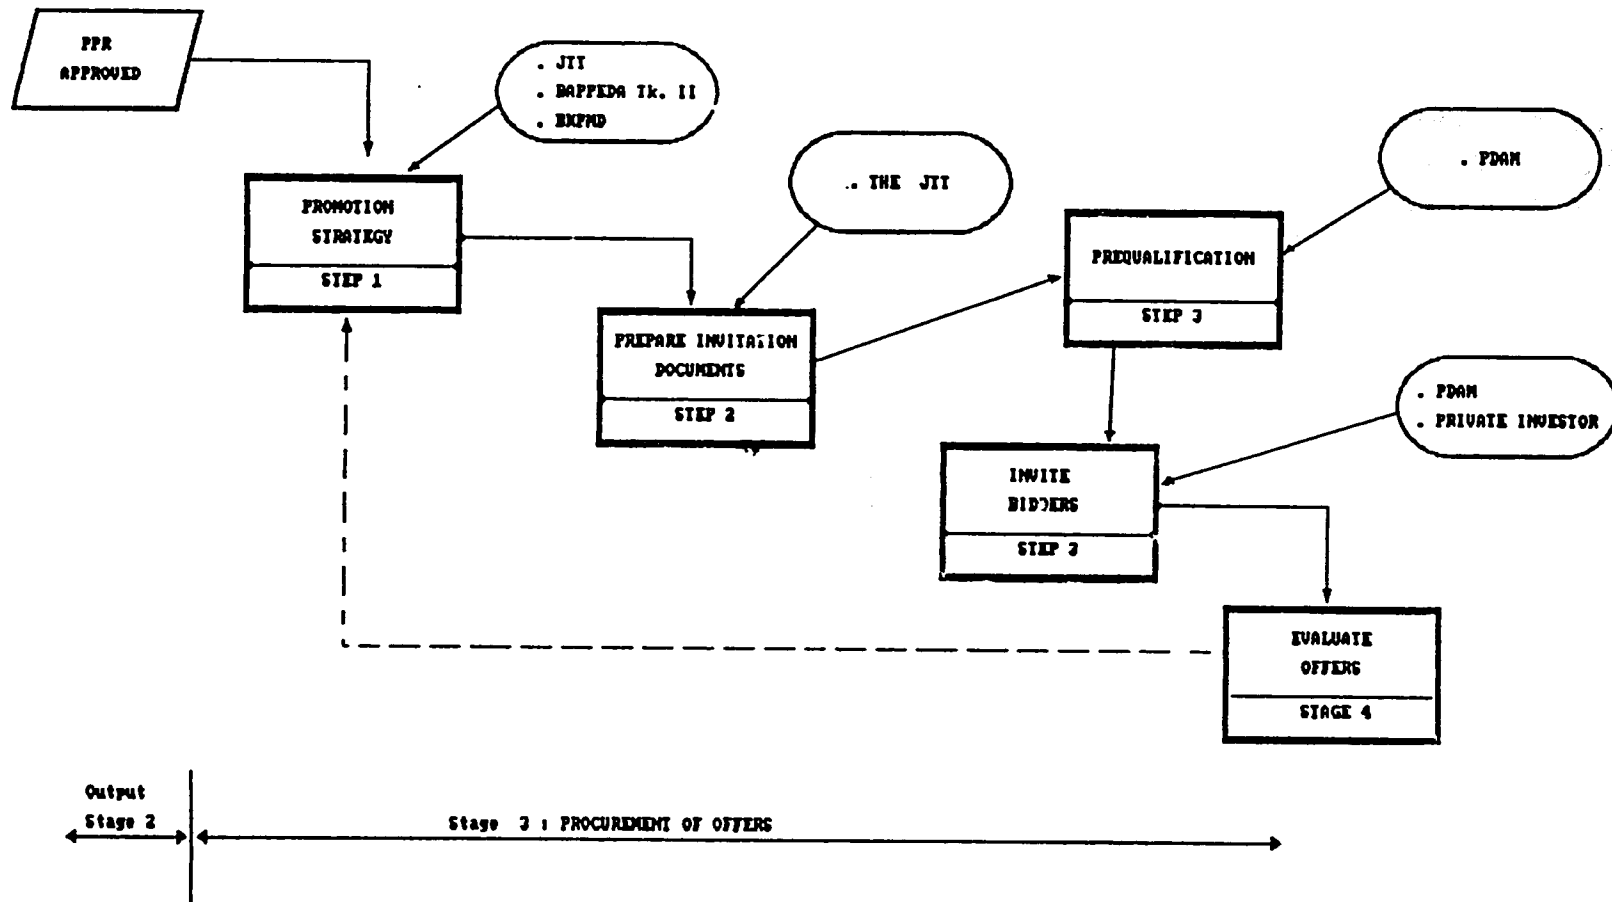 PPR
APPROVED
. JTT
. BAPPEDA Tk. II
. BKPMD
. THE JTT
. PDAM
PROMOTION
STRATEGY
STEP 1
PREQUALIFICATION
STEP 3
PREPARE INVITATION
DOCUMENTS
STEP 2
. PDAM
. PRIVATE INVESTOR
INVITE
BIDDERS
STEP 3
EVALUATE
OFFERS
STAGE 4
Output
Stage 2
Stage 3 : PROCUREMENT OF OFFERS